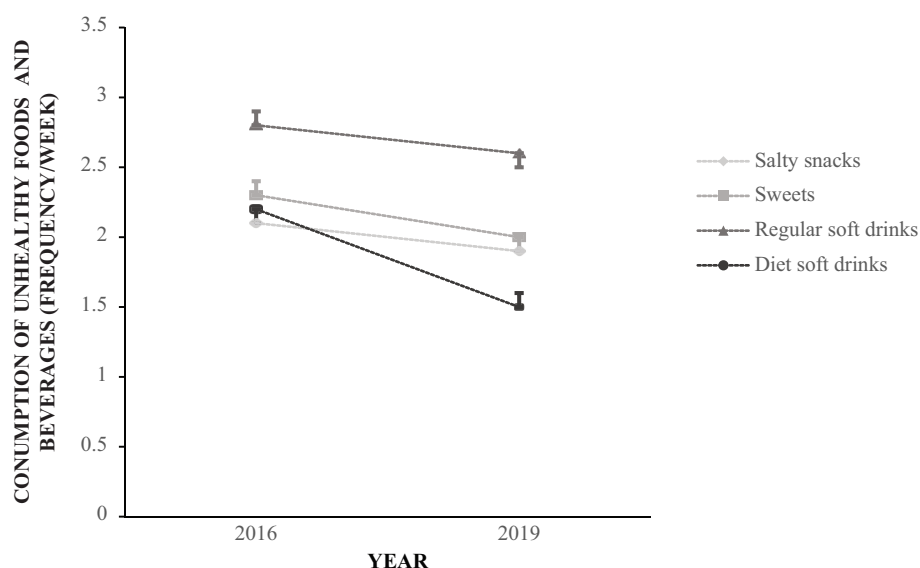 CONUMPTION OF UNHEALTHY FOODS AND
BEVERAGES (FREQUENCY/WEEK)
3.5
3
2.5
2
1.5
1
0.5
0
2016
2019
YEAR
Salty snacks
Sweets
Regular soft drinks
Diet soft drinks